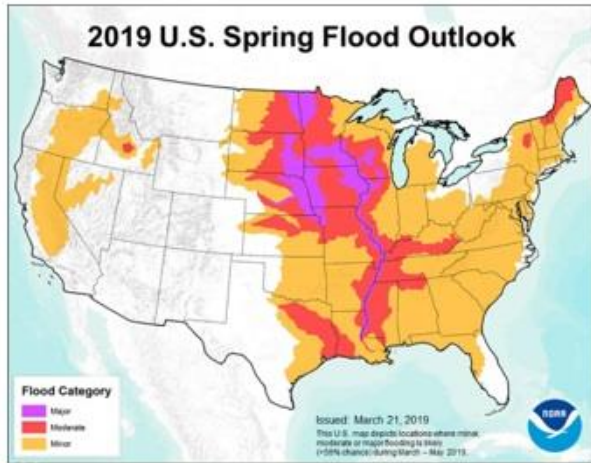 2019 U.S. Spring Flood Outlook
Flood Category
Major
Moderate
Minor
Issued: March 21, 2019
This U.S. map depicts locations where minor,
moderate or major flooding is likely
(>50% chance) during March – May 2019.
NOAA